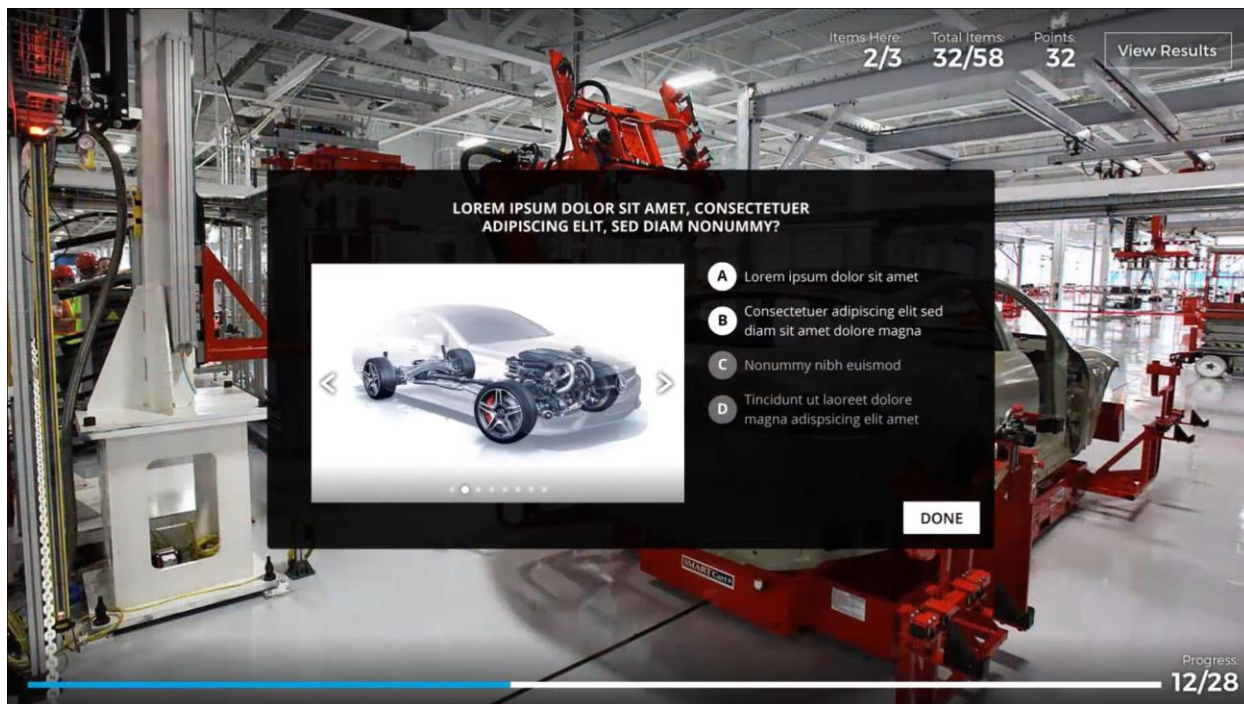 Items Here: Total Items: Points:
2/3 32/58 32
View Results
LOREM IPSUM DOLOR SIT AMET, CONSECTETUER
ADIPISCING ELIT, SED DIAM NONUMMY?
A Lorem ipsum dolor sit amet
B Consectetuer adipiscing elit sed
diam sit amet dolore magna
C Nonummy nibh euismod
D Tincidunt ut laoreet dolore
magna adispsicing elit amet
DONE
SMART Cart
Progress:
12/28